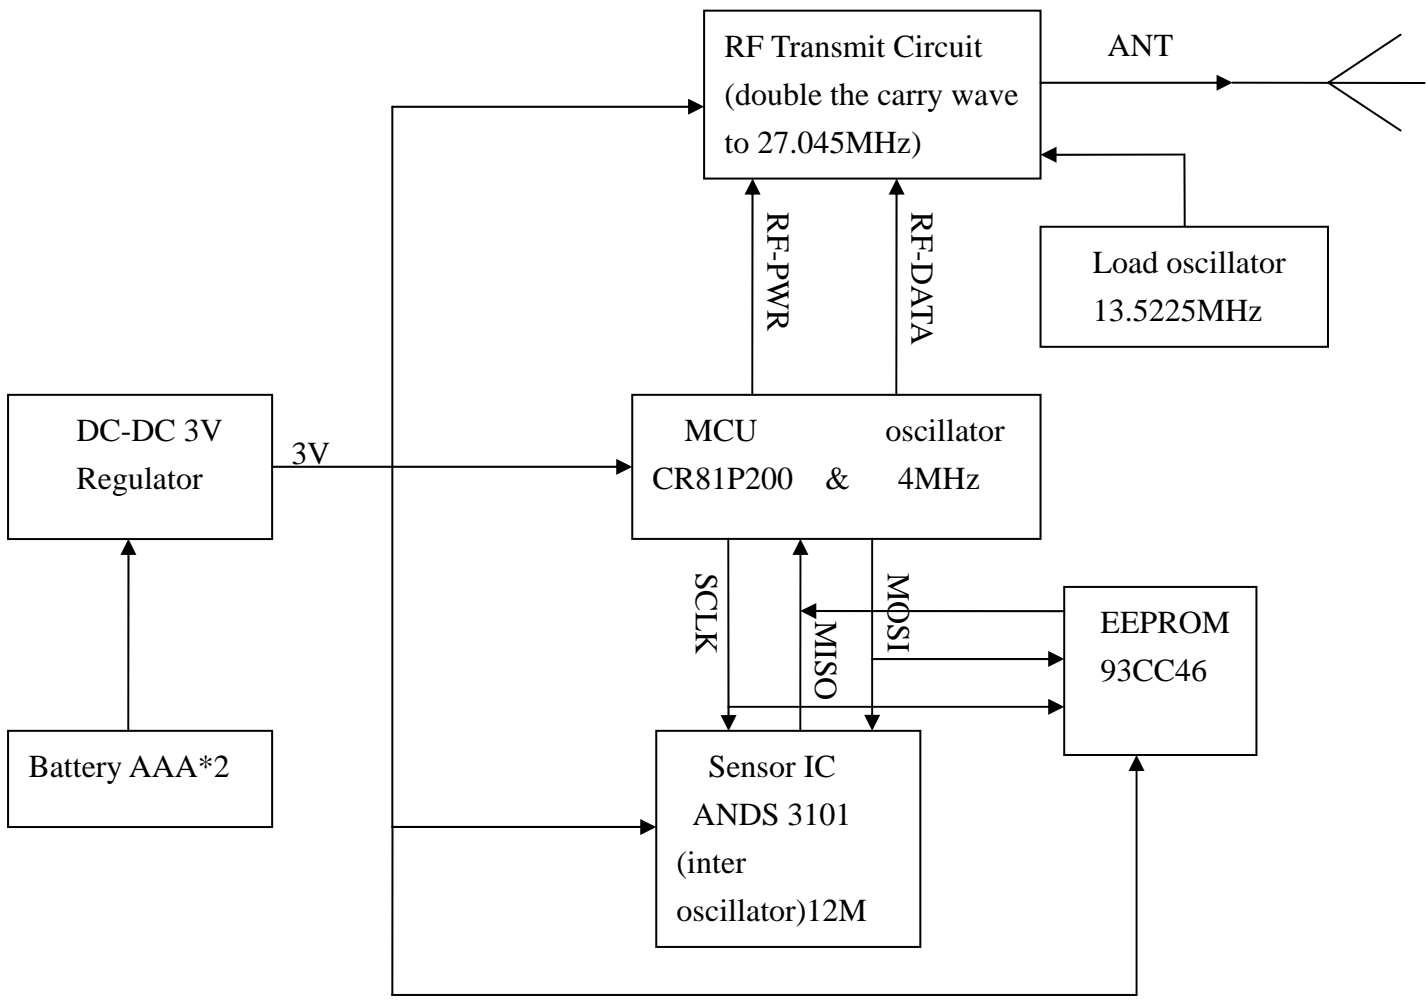 RF Transmit Circuit
(double the carry wave
to 27.045MHz)
ANT
RF-PWR
RF-DATA
Load oscillator
13.5225MHz
DC-DC 3V
Regulator
3V
MCU oscillator
CR81P200 & 4MHz
SCLK
MISO
MOSI
EEPROM
93CC46
Battery AAA*2
Sensor IC
ANDS 3101
(inter
oscillator)12M